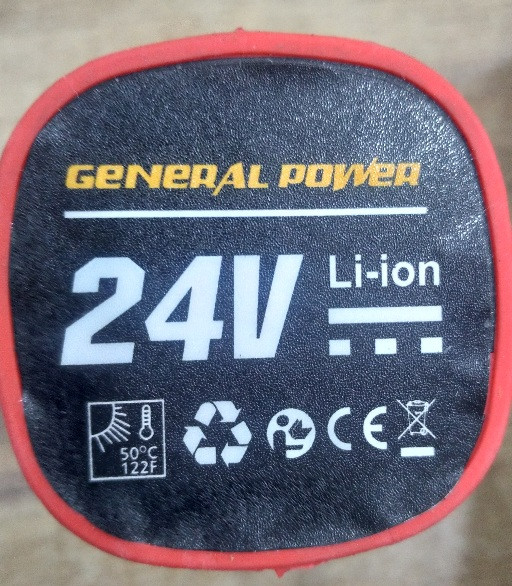 GENERAL POWER
24V
Li-ion
50°C
122F
CE